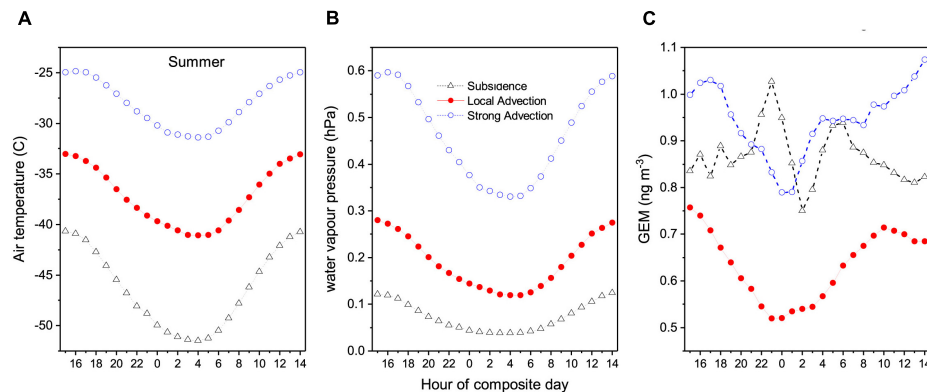 A
B
C
Summer
Subsidence
Local Advection
Strong Advection
Air temperature (C)
-25
-30
-35
-40
-45
-50
16 18 20 22 0 2 4 6 8 10 12 14
water vapour pressure (hPa)
0.6
0.5
0.4
0.3
0.2
0.1
0.0
16 18 20 22 0 2 4 6 8 10 12 14
GEM (ng m-3)
1.0
0.9
0.8
0.7
0.6
0.5
16 18 20 22 0 2 4 6 8 10 12 14
Hour of composite day